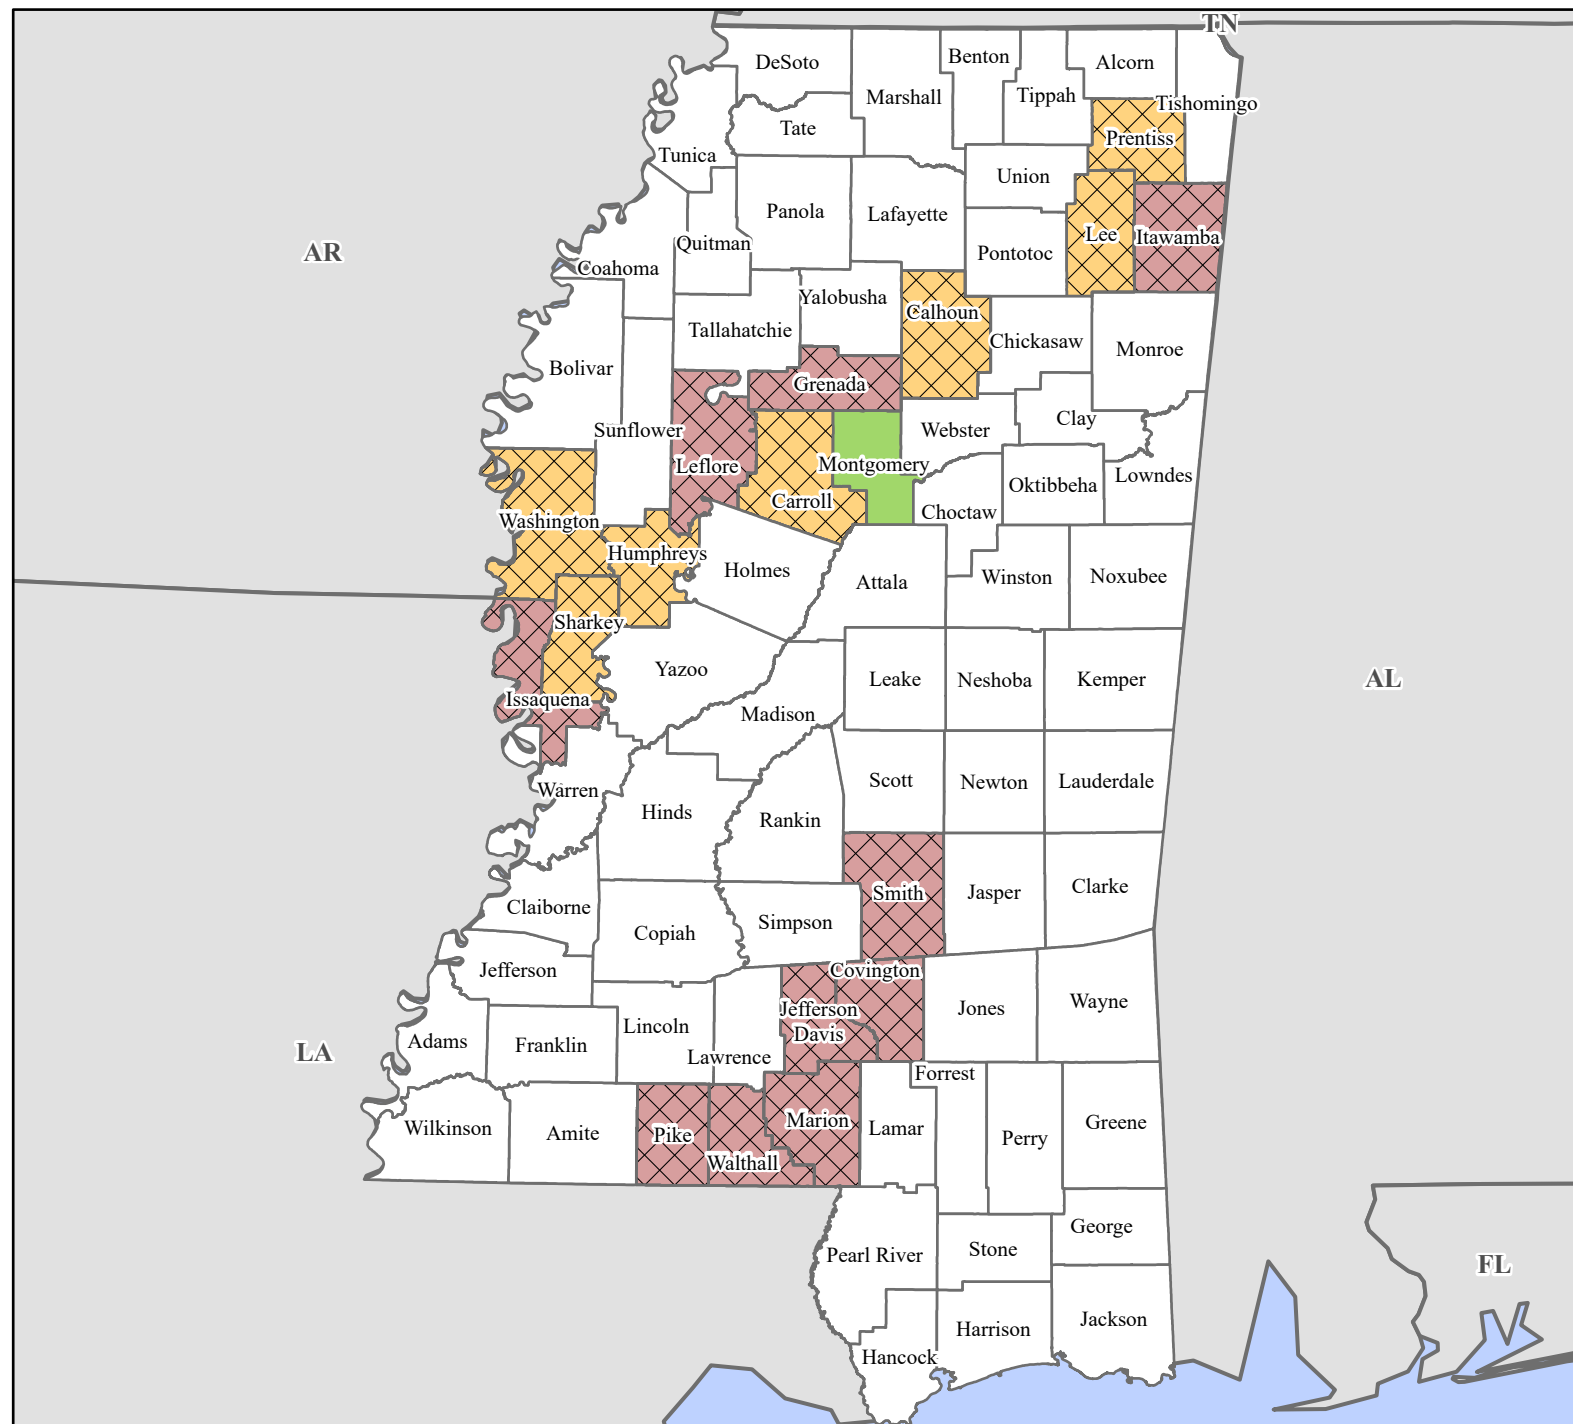 TN
DeSoto
Benton
Alcorn
Marshall
Tippah
Tishomingo
Tate
Prentiss
Tunica
Union
Panola
Lafayette
Lee
Itawamba
Quitman
Pontotoc
AR
Coahoma
Yalobusha
Calhoun
Tallahatchie
Chickasaw
Monroe
Bolivar
Grenada
Sunflower
Webster
Clay
Leflore
Montgomery
Lowndes
Oktibbeha
Carroll
Choctaw
Washington
Humphreys
Holmes
Attala
Winston
Noxubee
Sharkey
Yazoo
Leake
Neshoba
Kemper
AL
Issaquena
Madison
Scott
Newton
Lauderdale
Warren
Hinds
Rankin
Smith
Jasper
Clarke
Claiborne
Copiah
Simpson
Jefferson
Covington
Jefferson
Davis
Jones
Wayne
Lincoln
Adams
Franklin
LA
Lawrence
Forrest
Wilkinson
Amite
Pike
Marion
Lamar
Perry
Greene
Walthall
George
Pearl River
Stone
FL
Harrison
Jackson
Hancock